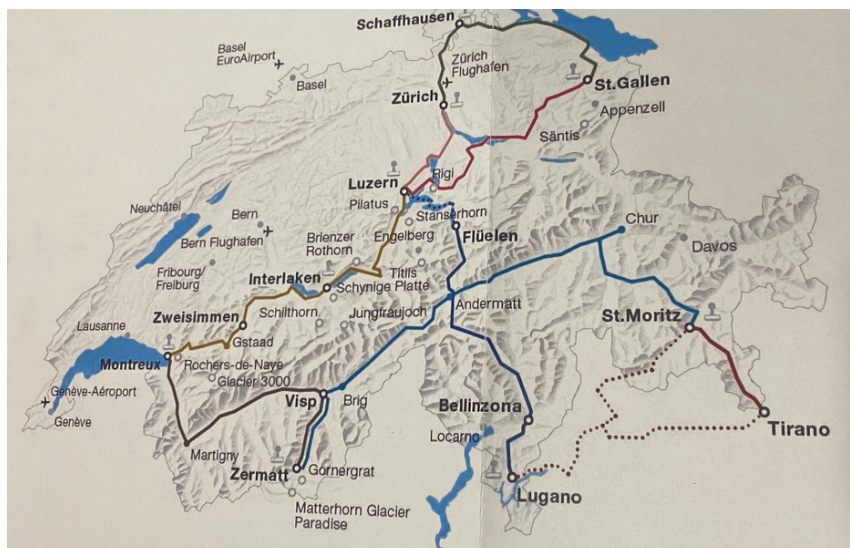 Schaffhausen
Basel
EuroAirport
Basel
Zürich
Flughafen
Zürich
St.Gallen
Appenzell
Säntis
Rigi
Luzern
Pilatus
Stanserhorn
Neuchâtel
Bern
Bern Flughafen
Brienzer
Rothorn
Engelberg
Flüelen
Chur
Davos
Fribourg/
Freiburg
Interlaken
Titlis
Schynige Platte
Zweisimmen
Schilthorn
Jungfraujoch
Andermatt
St.Moritz
Lausanne
Gstaad
Montreux
Rochers-de-Naye
Glacier 3000
Genève-Aéroport
Genève
Visp
Brig
Bellinzona
Locarno
Tirano
Martigny
Zermatt
Gornergrat
Lugano
Matterhorn Glacier
Paradise